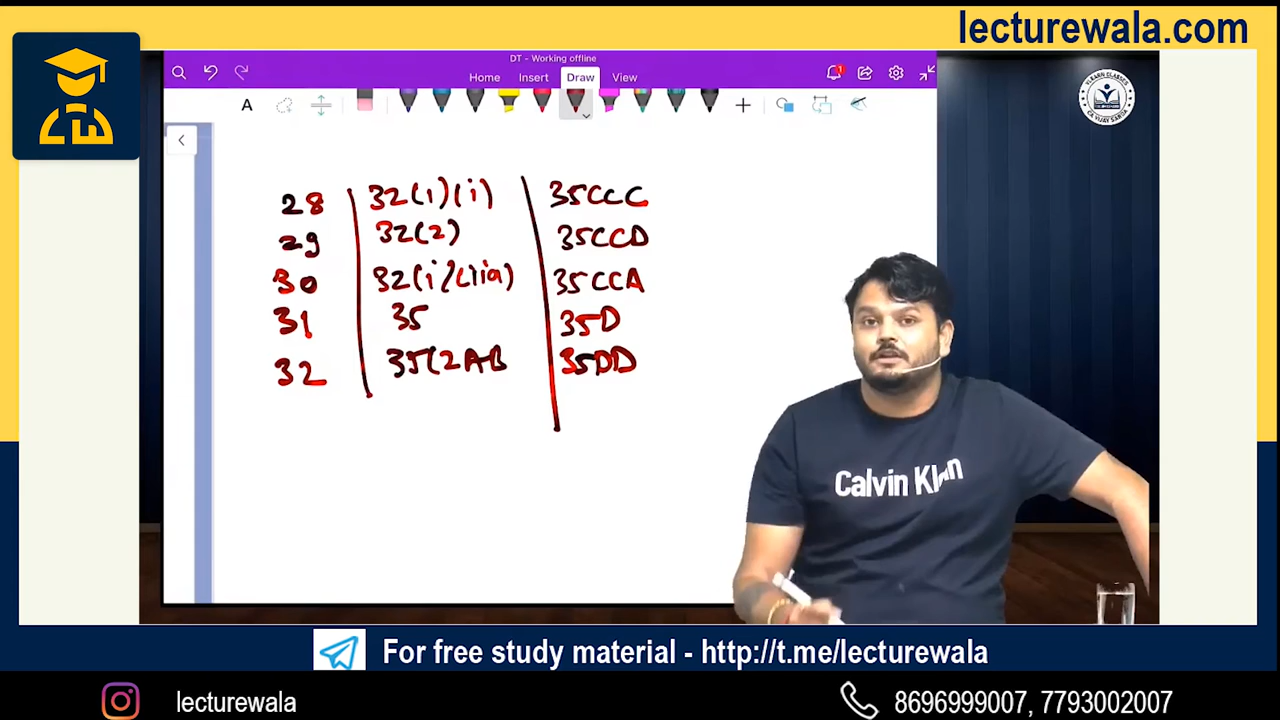 lecturewala.com
DT - Working offline
Home Insert Draw View
28 32(1)(i) 35CCC
29 32(2) 35CCD
30 32(i)(iia) 35CCA
31 35 35D
32 35(2AB 35DD
Calvin Klein
For free study material - http://t.me/lecturewala
lecturewala 8696999007, 7793002007